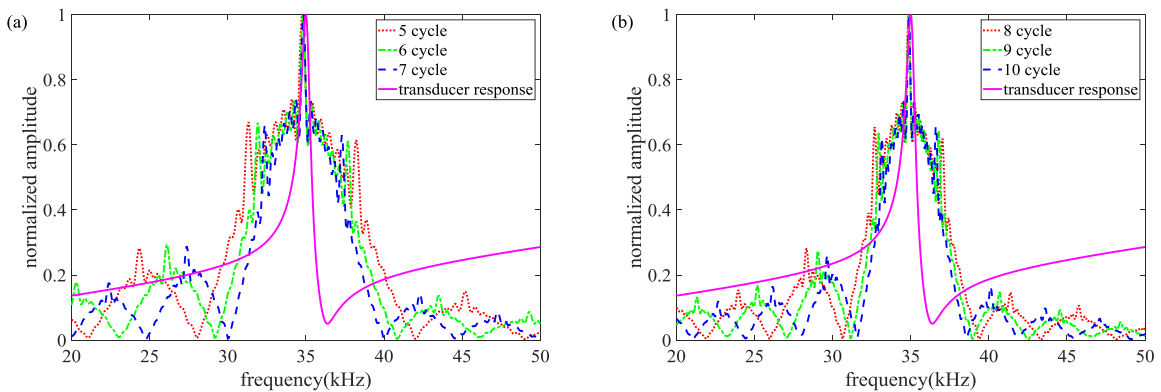 (a)
normalized amplitude
1
0.8
0.6
0.4
0.2
0
20 25 30 35 40 45 50
frequency(kHz)
5 cycle
6 cycle
7 cycle
transducer response
(b)
normalized amplitude
1
0.8
0.6
0.4
0.2
0
20 25 30 35 40 45 50
frequency(kHz)
8 cycle
9 cycle
10 cycle
transducer response